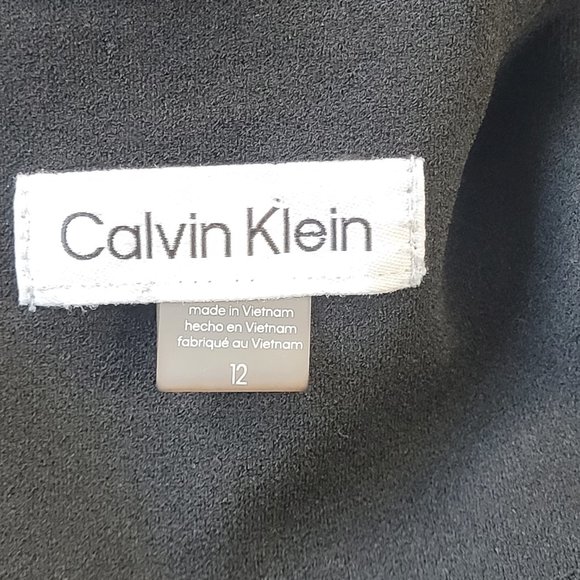 Calvin Klein
made in Vietnam
hecho en Vietnam
fabriqué au Vietnam
12